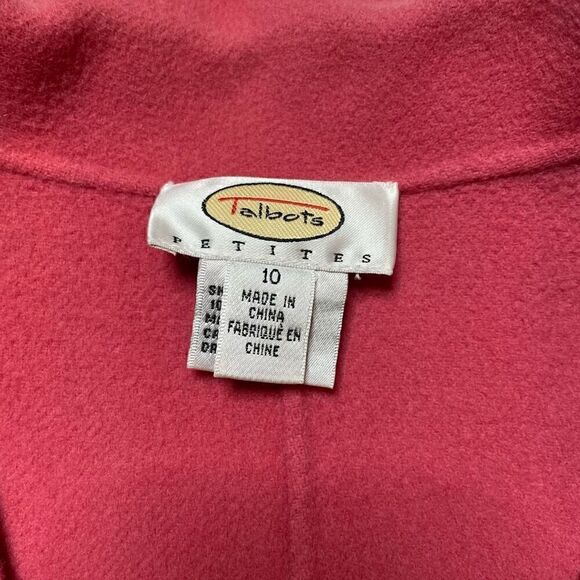 Talbots
PETITES
10
MADE IN
CHINA
FABRIQUÉ EN
CHINE